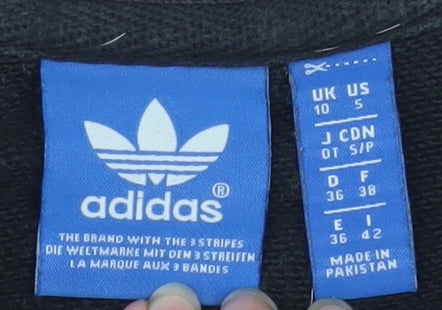 adidas®
THE BRAND WITH THE 3 STRIPES
DIE WELTMARKE MIT DEN 3 STREIFEN
LA MARQUE AUX 3 BANDES
UK US
10 S
J CDN
OT S/P
D F
36 38
E I
36 42
MADE IN
PAKISTAN